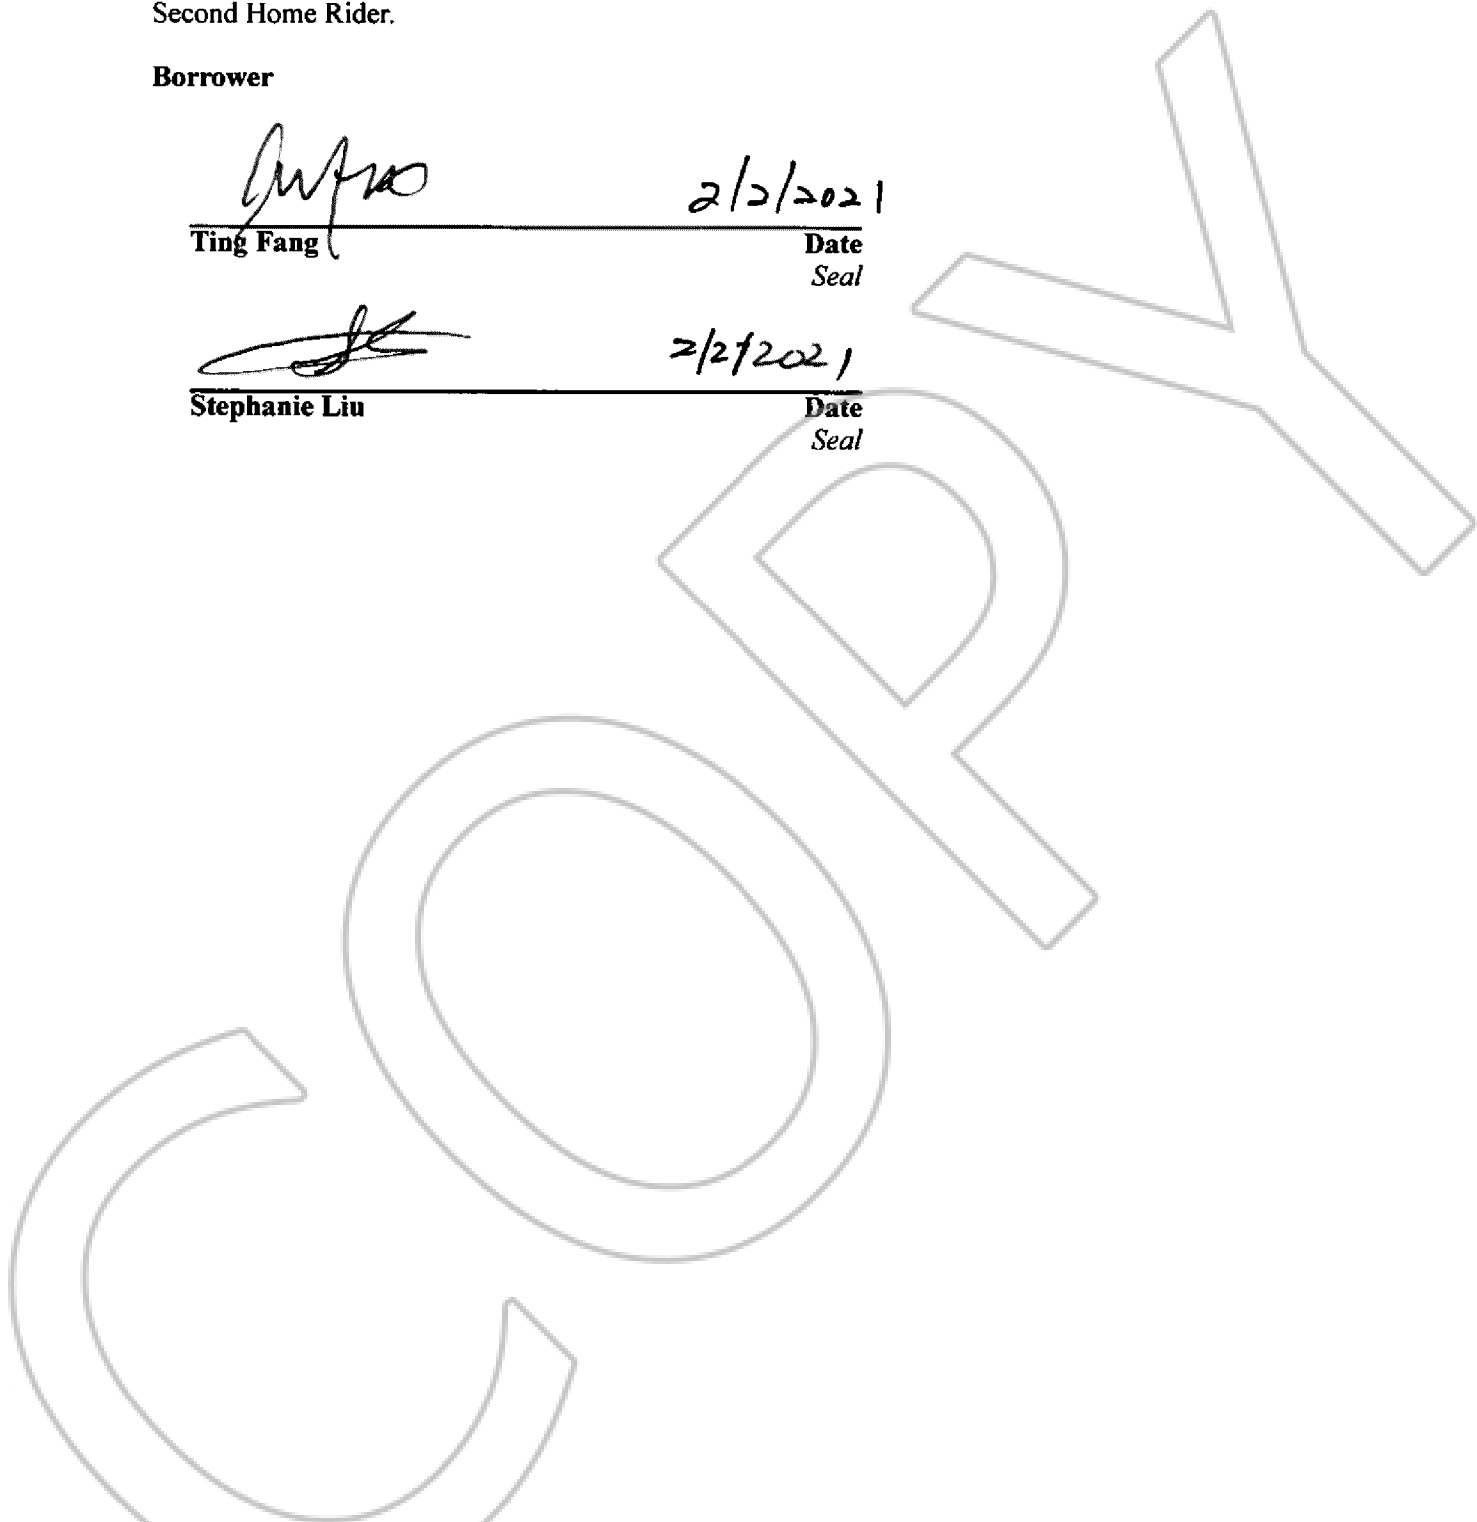 Second Home Rider.
Borrower
2/2/2021
Ting Fang Date
Seal
2/2/2021
Stephanie Liu Date
Seal
COPY